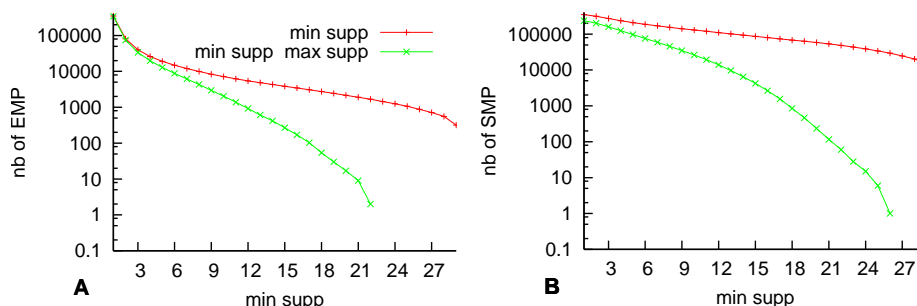 100000
10000
1000
100
10
1
0.1
nb of EMP
min supp
min supp max supp
3 6 9 12 15 18 21 24 27
A
min supp
100000
10000
1000
100
10
1
0.1
nb of SMP
3 6 9 12 15 18 21 24 27
B
min supp